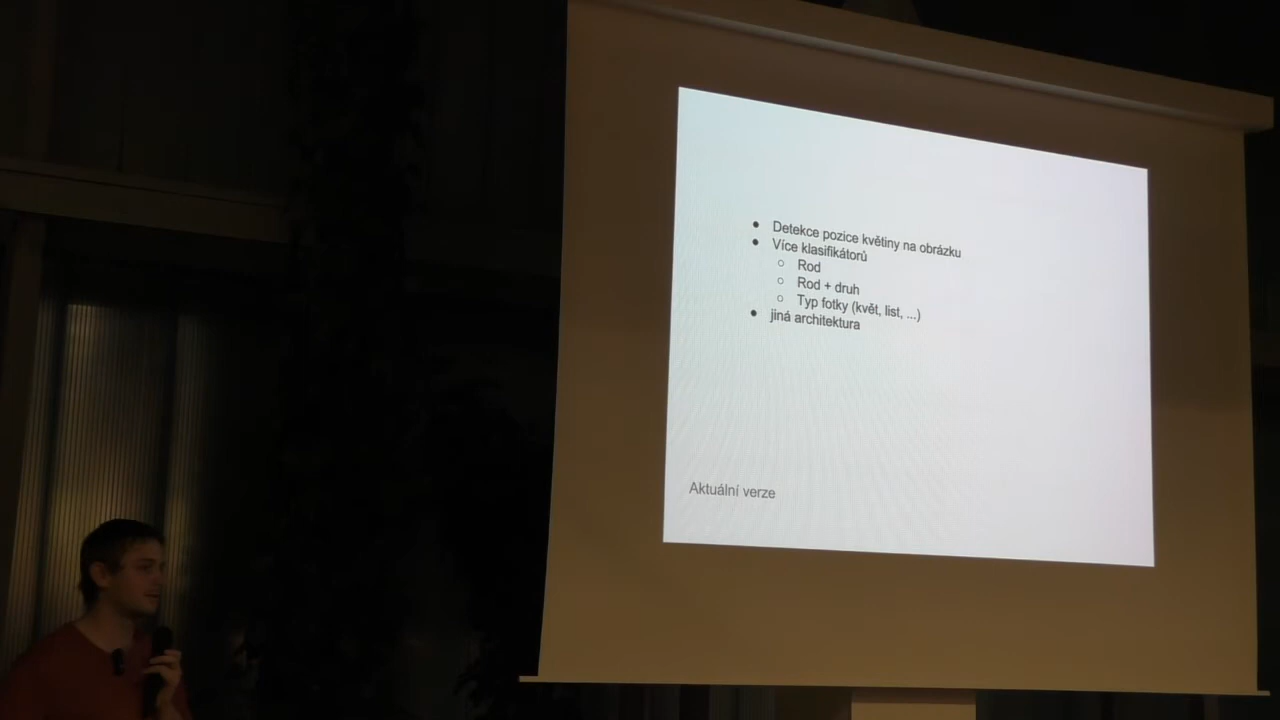 ● Detekce pozice květiny na obrázku
● Více klasifikátorů
○ Rod
○ Rod + druh
○ Typ fotky (květ, list, ...)
● jiná architektura
Aktuální verze